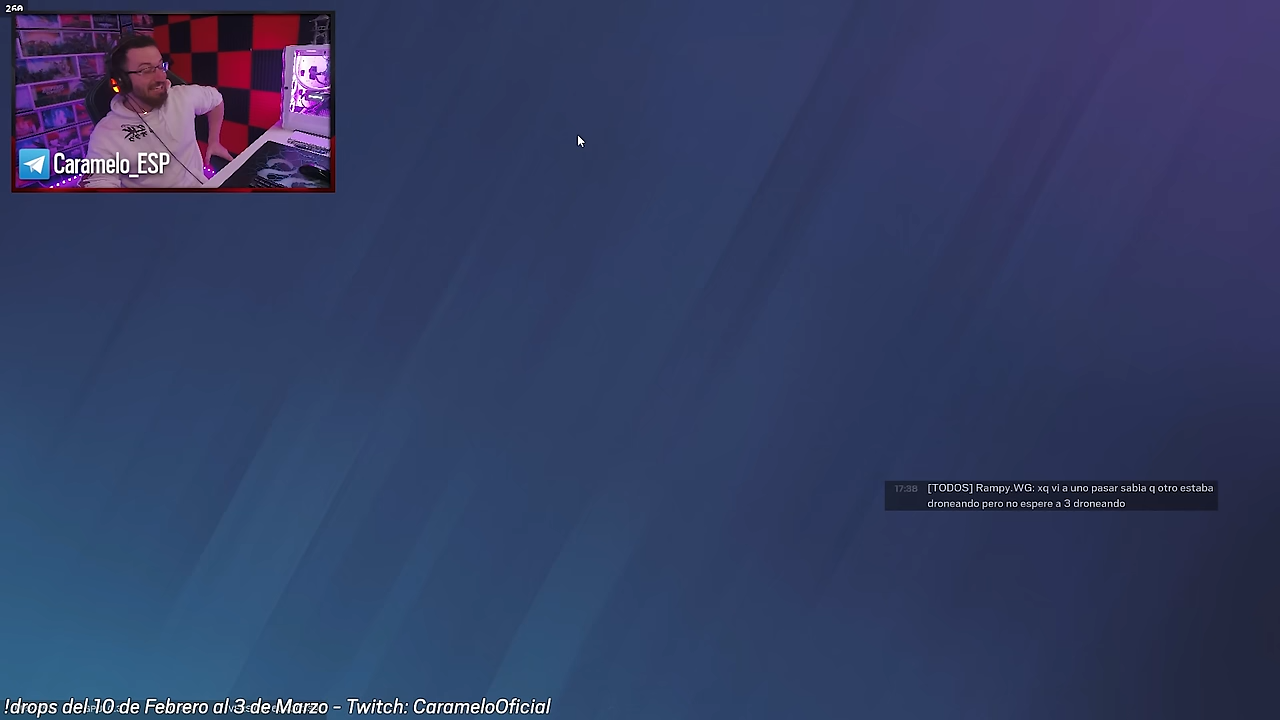 260
Caramelo_ESP
17:38 [TODOS] Rampy.WG: xq vi a uno pasar sabia q otro estaba
droneando pero no espere a 3 droneando
!drops del 10 de Febrero al 3 de Marzo - Twitch: CarameloOficial